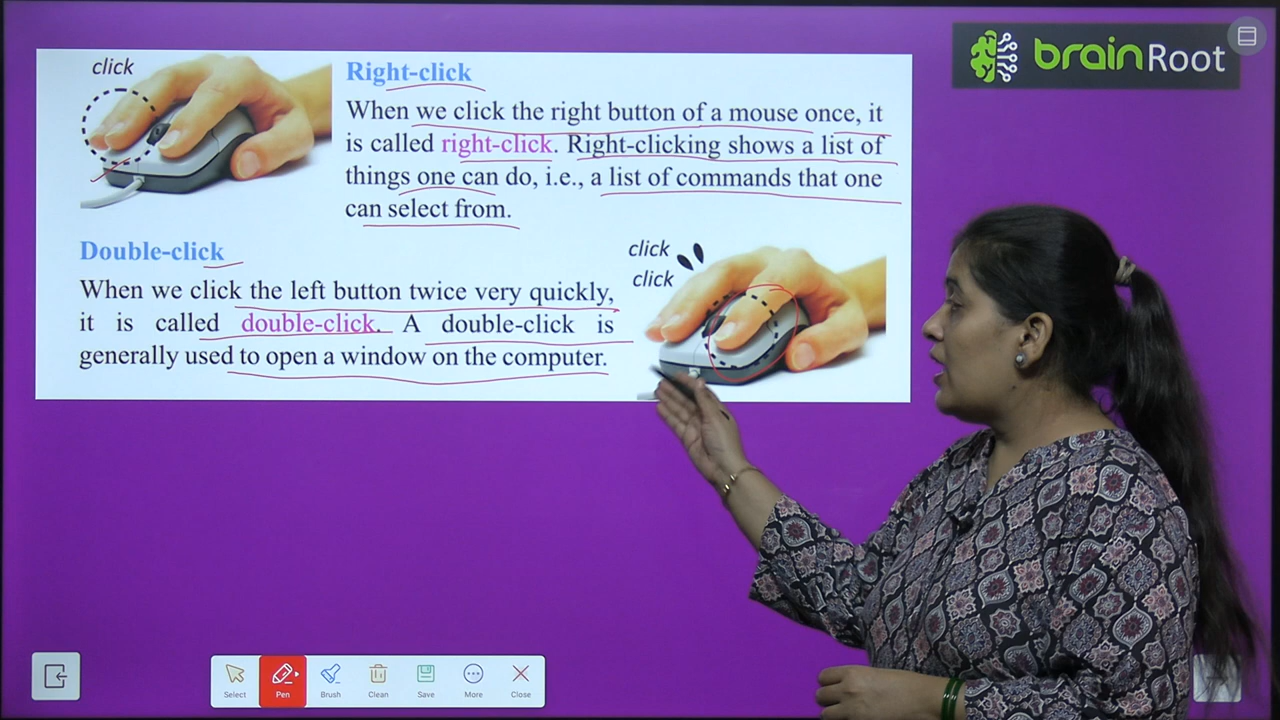 click
Right-click
When we click the right button of a mouse once, it
is called right-click. Right-clicking shows a list of
things one can do, i.e., a list of commands that one
can select from.
Double-click
When we click the left button twice very quickly,
it is called double-click. A double-click is
generally used to open a window on the computer.
click
click
brainRoot
Select
Pen
Brush
Clean
Save
More
Close